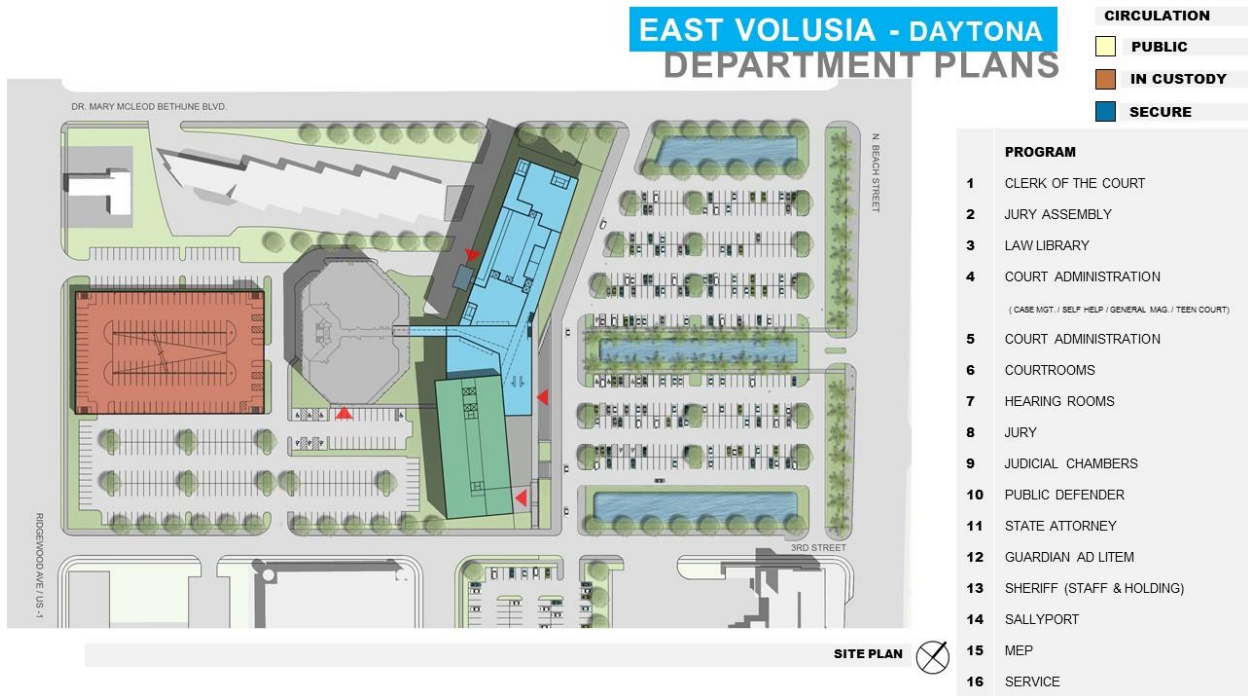 EAST VOLUSIA - DAYTONA
DEPARTMENT PLANS
CIRCULATION
PUBLIC
IN CUSTODY
SECURE
PROGRAM
1 CLERK OF THE COURT
2 JURY ASSEMBLY
3 LAW LIBRARY
4 COURT ADMINISTRATION
( CASE MGT. / SELF HELP / GENERAL MAG. / TEEN COURT)
5 COURT ADMINISTRATION
6 COURTROOMS
7 HEARING ROOMS
8 JURY
9 JUDICIAL CHAMBERS
10 PUBLIC DEFENDER
11 STATE ATTORNEY
12 GUARDIAN AD LITEM
13 SHERIFF (STAFF & HOLDING)
14 SALLYPORT
15 MEP
16 SERVICE
DR. MARY MCLEOD BETHUNE BLVD.
N. BEACH STREET
RIDGEWOOD AVE / US -1
3RD STREET
SITE PLAN